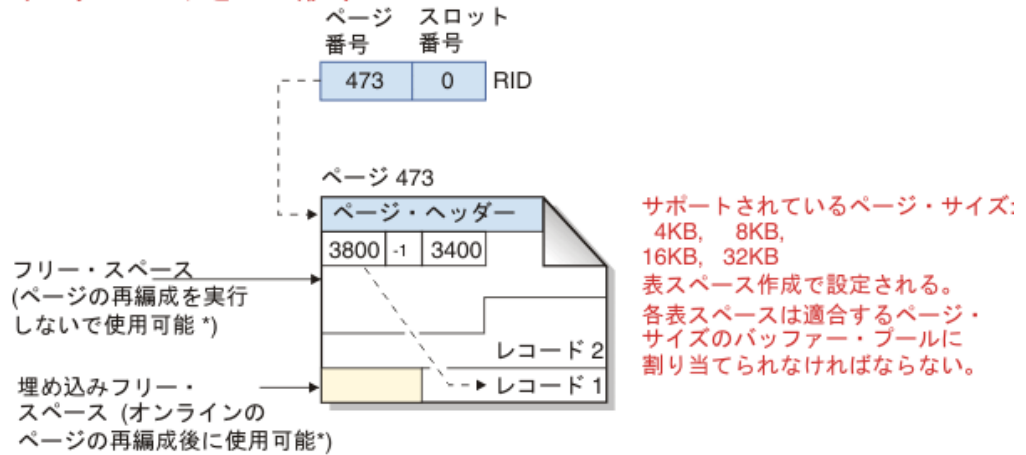 ページ スロット
番号 番号
473 0 RID
ページ 473
ページ・ヘッダー
3800 -1 3400
フリー・スペース
(ページの再編成を実行
しないで使用可能 *)
レコード 2
レコード 1
埋め込みフリー・
スペース (オンラインの
ページの再編成後に使用可能*)
サポートされているページ・サイズ:
4KB, 8KB,
16KB, 32KB
表スペース作成で設定される。
各表スペースは適合するページ・
サイズのバッファー・プールに
割り当てられなければならない。